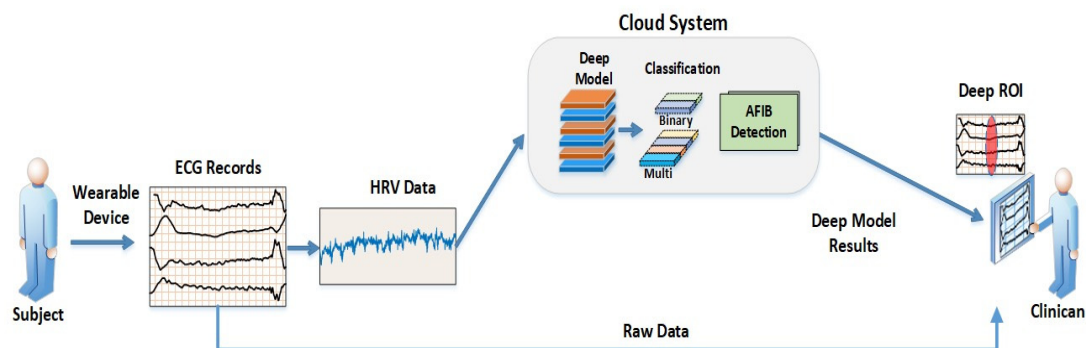 Cloud System
Deep
Model
Classification
Binary
Multi
AFIB
Detection
Deep ROI
ECG Records
Wearable
Device
HRV Data
Deep Model
Results
Subject
Clinican
Raw Data